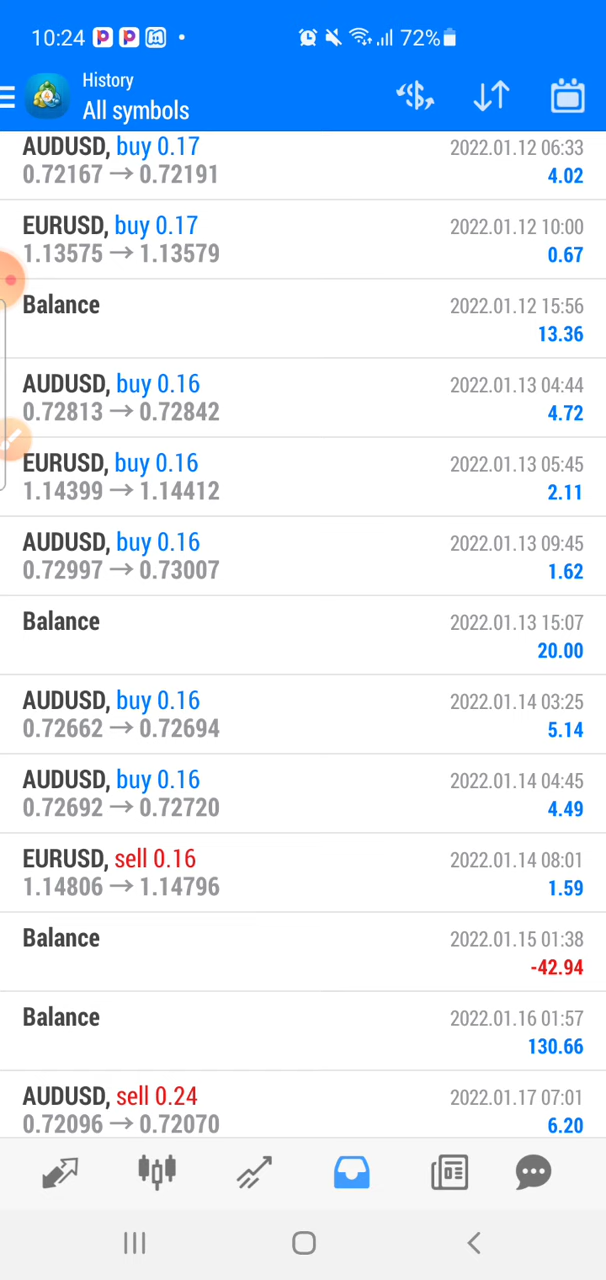 10:24 72%
History
All symbols
AUDUSD, buy 0.17 2022.01.12 06:33
0.72167 → 0.72191 4.02
EURUSD, buy 0.17 2022.01.12 10:00
1.13575 → 1.13579 0.67
Balance 2022.01.12 15:56
13.36
AUDUSD, buy 0.16 2022.01.13 04:44
0.72813 → 0.72842 4.72
EURUSD, buy 0.16 2022.01.13 05:45
1.14399 → 1.14412 2.11
AUDUSD, buy 0.16 2022.01.13 09:45
0.72997 → 0.73007 1.62
Balance 2022.01.13 15:07
20.00
AUDUSD, buy 0.16 2022.01.14 03:25
0.72662 → 0.72694 5.14
AUDUSD, buy 0.16 2022.01.14 04:45
0.72692 → 0.72720 4.49
EURUSD, sell 0.16 2022.01.14 08:01
1.14806 → 1.14796 1.59
Balance 2022.01.15 01:38
-42.94
Balance 2022.01.16 01:57
130.66
AUDUSD, sell 0.24 2022.01.17 07:01
0.72096 → 0.72070 6.20